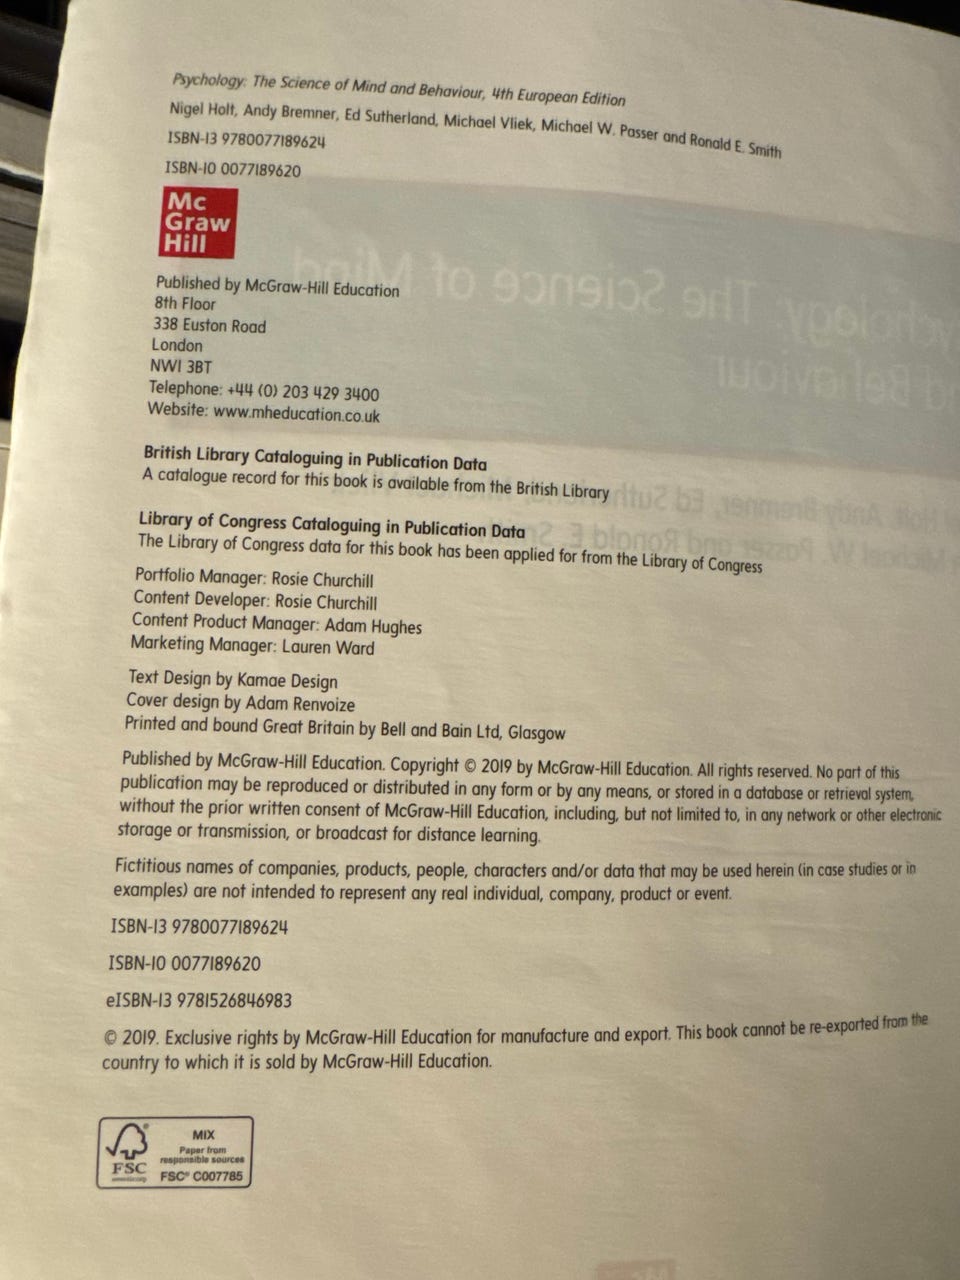 Psychology: The Science of Mind and Behaviour, 4th European Edition
Nigel Holt, Andy Bremner, Ed Sutherland, Michael Vliek, Michael W. Passer and Ronald E. Smith
ISBN-13 9780077189624
ISBN-10 0077189620
Mc
Graw
Hill
Published by McGraw-Hill Education
8th Floor
338 Euston Road
London
NW1 3BT
Telephone: +44 (0) 203 429 3400
Website: www.mheducation.co.uk
British Library Cataloguing in Publication Data
A catalogue record for this book is available from the British Library
Library of Congress Cataloguing in Publication Data
The Library of Congress data for this book has been applied for from the Library of Congress
Portfolio Manager: Rosie Churchill
Content Developer: Rosie Churchill
Content Product Manager: Adam Hughes
Marketing Manager: Lauren Ward
Text Design by Kamae Design
Cover design by Adam Renvoize
Printed and bound Great Britain by Bell and Bain Ltd, Glasgow
Published by McGraw-Hill Education. Copyright © 2019 by McGraw-Hill Education. All rights reserved. No part of this
publication may be reproduced or distributed in any form or by any means, or stored in a database or retrieval system,
without the prior written consent of McGraw-Hill Education, including, but not limited to, in any network or other electronic
storage or transmission, or broadcast for distance learning.
Fictitious names of companies, products, people, characters and/or data that may be used herein (in case studies or in
examples) are not intended to represent any real individual, company, product or event.
ISBN-13 9780077189624
ISBN-10 0077189620
eISBN-13 9781526846983
© 2019. Exclusive rights by McGraw-Hill Education for manufacture and export. This book cannot be re-exported from the
country to which it is sold by McGraw-Hill Education.
MIX
Paper from
responsible sources
FSC® C007785
FSC